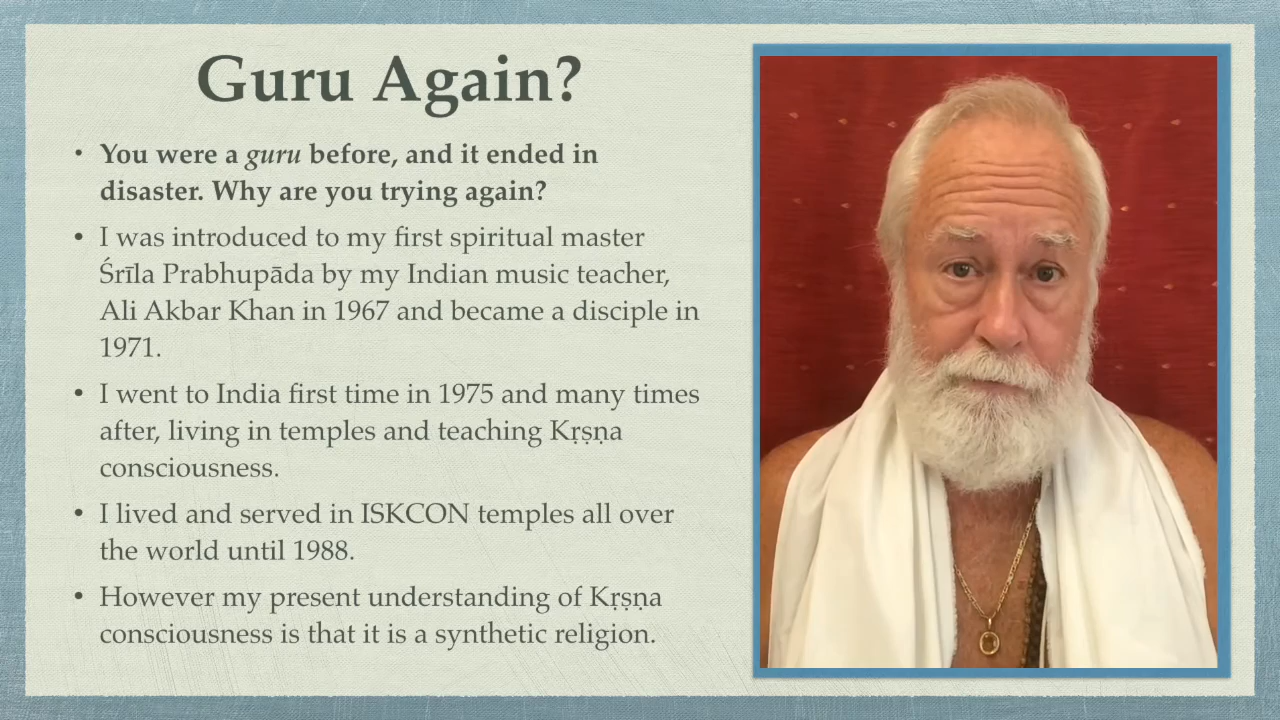 Guru Again?
• You were a guru before, and it ended in
disaster. Why are you trying again?
• I was introduced to my first spiritual master
Śrīla Prabhupāda by my Indian music teacher,
Ali Akbar Khan in 1967 and became a disciple in
1971.
• I went to India first time in 1975 and many times
after, living in temples and teaching Kṛṣṇa
consciousness.
• I lived and served in ISKCON temples all over
the world until 1988.
• However my present understanding of Kṛṣṇa
consciousness is that it is a synthetic religion.